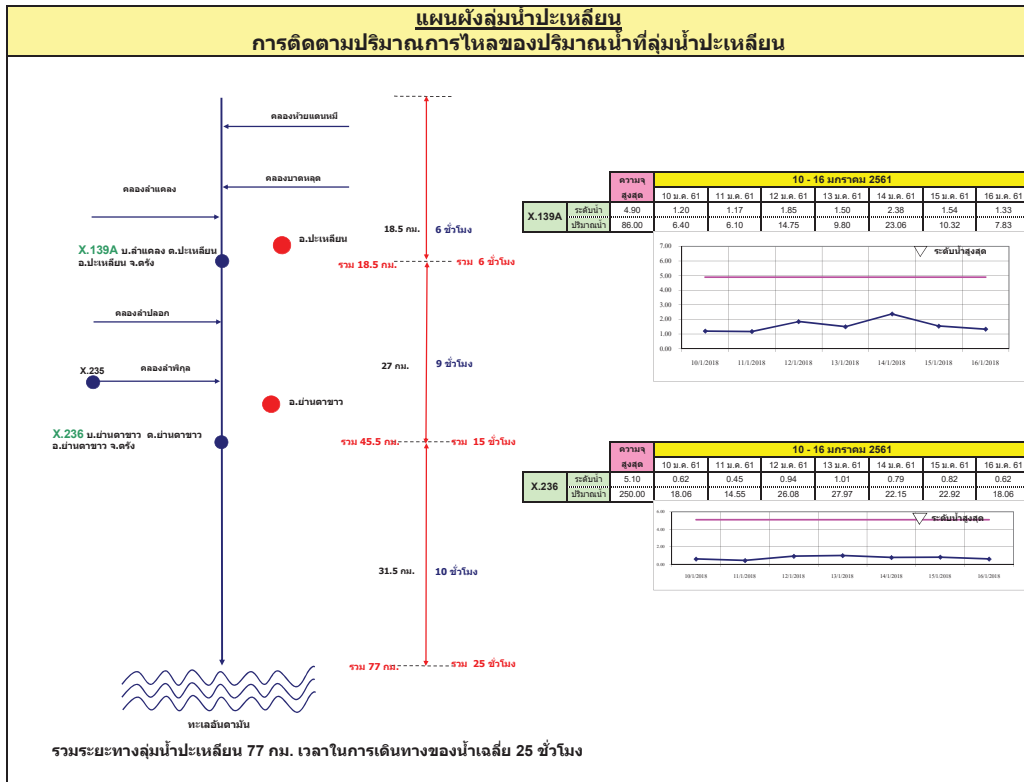 แผนผังลุ่มน้ำปะเหลียน
การติดตามปริมาณการไหลของปริมาณน้ำที่ลุ่มน้ำปะเหลียน
คลองห้วยแดนหมี
คลองบาดหลุด
คลองลำแคลง
18.5 กม. 6 ชั่วโมง
อ.ปะเหลียน
X.139A บ.ลำแคลง ต.ปะเหลียน
อ.ปะเหลียน จ.ตรัง
รวม 18.5 กม. รวม 6 ชั่วโมง
คลองลำปลอก
X.235 คลองลำพิกุล
27 กม. 9 ชั่วโมง
อ.ย่านตาขาว
X.236 บ.ย่านตาขาว ต.ย่านตาขาว
อ.ย่านตาขาว จ.ตรัง
รวม 45.5 กม. รวม 15 ชั่วโมง
31.5 กม. 10 ชั่วโมง
รวม 77 กม. รวม 25 ชั่วโมง
ทะเลอันดามัน
รวมระยะทางลุ่มน้ำปะเหลียน 77 กม. เวลาในการเดินทางของน้ำเฉลี่ย 25 ชั่วโมง
ความจุ 10 - 16 มกราคม 2561
สูงสุด 10 ม.ค. 61 11 ม.ค. 61 12 ม.ค. 61 13 ม.ค. 61 14 ม.ค. 61 15 ม.ค. 61 16 ม.ค. 61
X.139A
ระดับน้ำ 4.90 1.20 1.17 1.85 1.50 2.38 1.54 1.33
ปริมาณน้ำ 86.00 6.40 6.10 14.75 9.80 23.06 10.32 7.83
ระดับน้ำสูงสุด
7.00
6.00
5.00
4.00
3.00
2.00
1.00
0.00
10/1/2018 11/1/2018 12/1/2018 13/1/2018 14/1/2018 15/1/2018 16/1/2018
ความจุ 10 - 16 มกราคม 2561
สูงสุด 10 ม.ค. 61 11 ม.ค. 61 12 ม.ค. 61 13 ม.ค. 61 14 ม.ค. 61 15 ม.ค. 61 16 ม.ค. 61
X.236
ระดับน้ำ 5.10 0.62 0.45 0.94 1.01 0.79 0.82 0.62
ปริมาณน้ำ 250.00 18.06 14.55 26.08 27.97 22.15 22.92 18.06
ระดับน้ำสูงสุด
6.00
4.00
2.00
0.00
10/1/2018 11/1/2018 12/1/2018 13/1/2018 14/1/2018 15/1/2018 16/1/2018